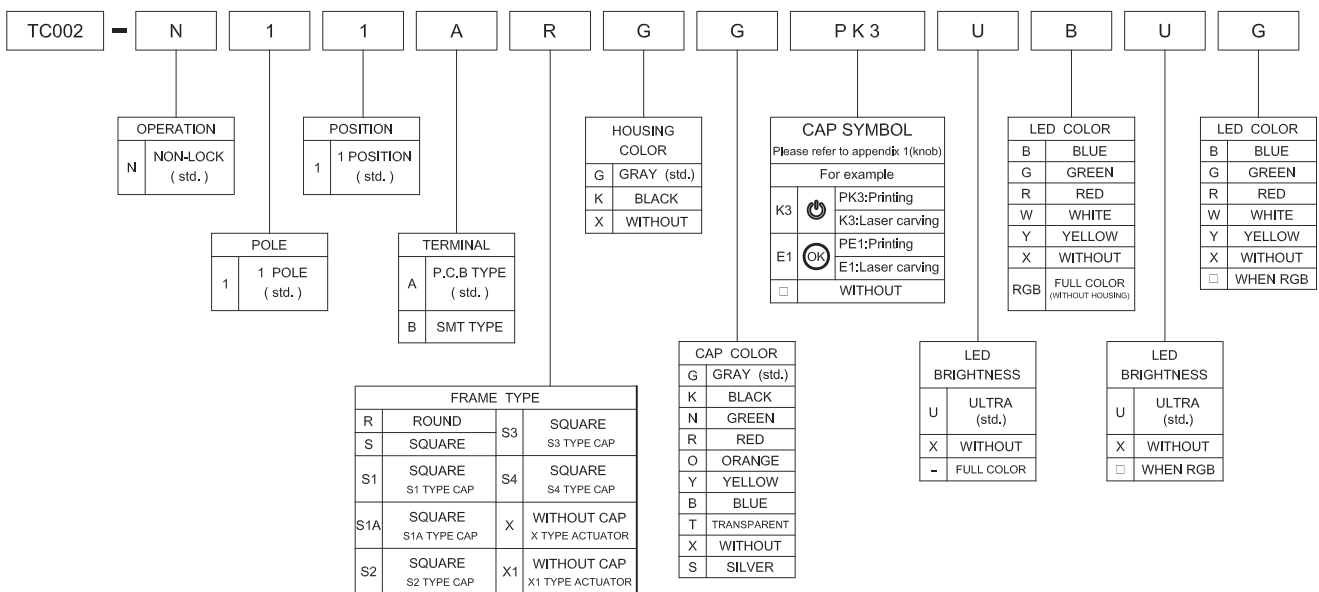 TC002 - N 1 1 A R G G PK3 U B U G
OPERATION
N NON-LOCK
( std. )
POLE
1 1 POLE
( std. )
POSITION
1 1 POSITION
( std. )
TERMINAL
A P.C.B TYPE
( std. )
B SMT TYPE
FRAME TYPE
R ROUND
S SQUARE
S3 SQUARE
S3 TYPE CAP
S1 SQUARE
S1 TYPE CAP
S4 SQUARE
S4 TYPE CAP
S1A SQUARE
S1A TYPE CAP
X WITHOUT CAP
X TYPE ACTUATOR
S2 SQUARE
S2 TYPE CAP
X1 WITHOUT CAP
X1 TYPE ACTUATOR
HOUSING
COLOR
G GRAY (std.)
K BLACK
X WITHOUT
CAP COLOR
G GRAY (std.)
K BLACK
N GREEN
R RED
O ORANGE
Y YELLOW
B BLUE
T TRANSPARENT
X WITHOUT
S SILVER
CAP SYMBOL
Please refer to appendix 1(knob)
For example
K3 PK3:Printing
K3:Laser carving
E1 OK PE1:Printing
E1:Laser carving
□ WITHOUT
LED
BRIGHTNESS
U ULTRA
(std.)
X WITHOUT
- FULL COLOR
LED COLOR
B BLUE
G GREEN
R RED
W WHITE
Y YELLOW
X WITHOUT
RGB FULL COLOR
(WITHOUT HOUSING)
LED
BRIGHTNESS
U ULTRA
(std.)
X WITHOUT
□ WHEN RGB
LED COLOR
B BLUE
G GREEN
R RED
W WHITE
Y YELLOW
X WITHOUT
□ WHEN RGB